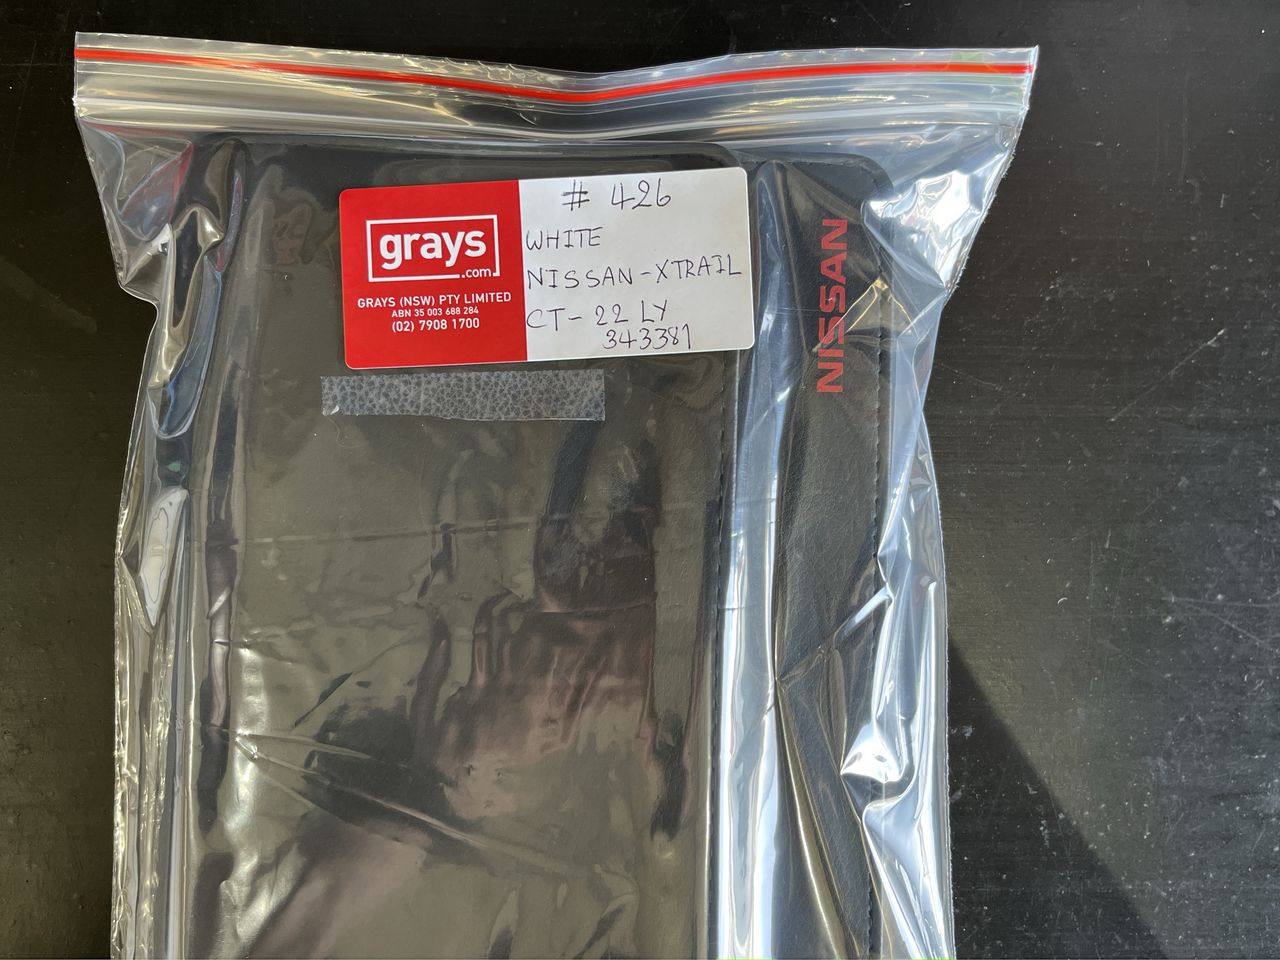 # 426
WHITE
NISSAN-XTRAIL
CT-22 LY
343381
grays
.com
GRAYS (NSW) PTY LIMITED
ABN 35 003 688 284
(02) 7908 1700
NISSAN